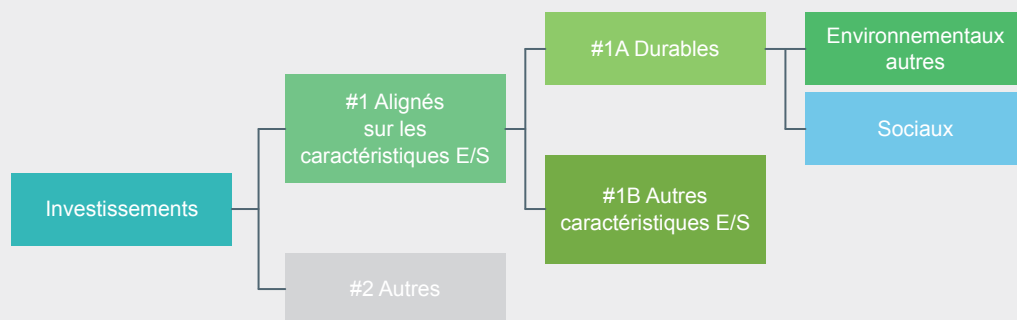 Investissements
#1 Alignés
sur les
caractéristiques E/S
#2 Autres
#1A Durables
#1B Autres
caractéristiques E/S
Environnementaux
autres
Sociaux